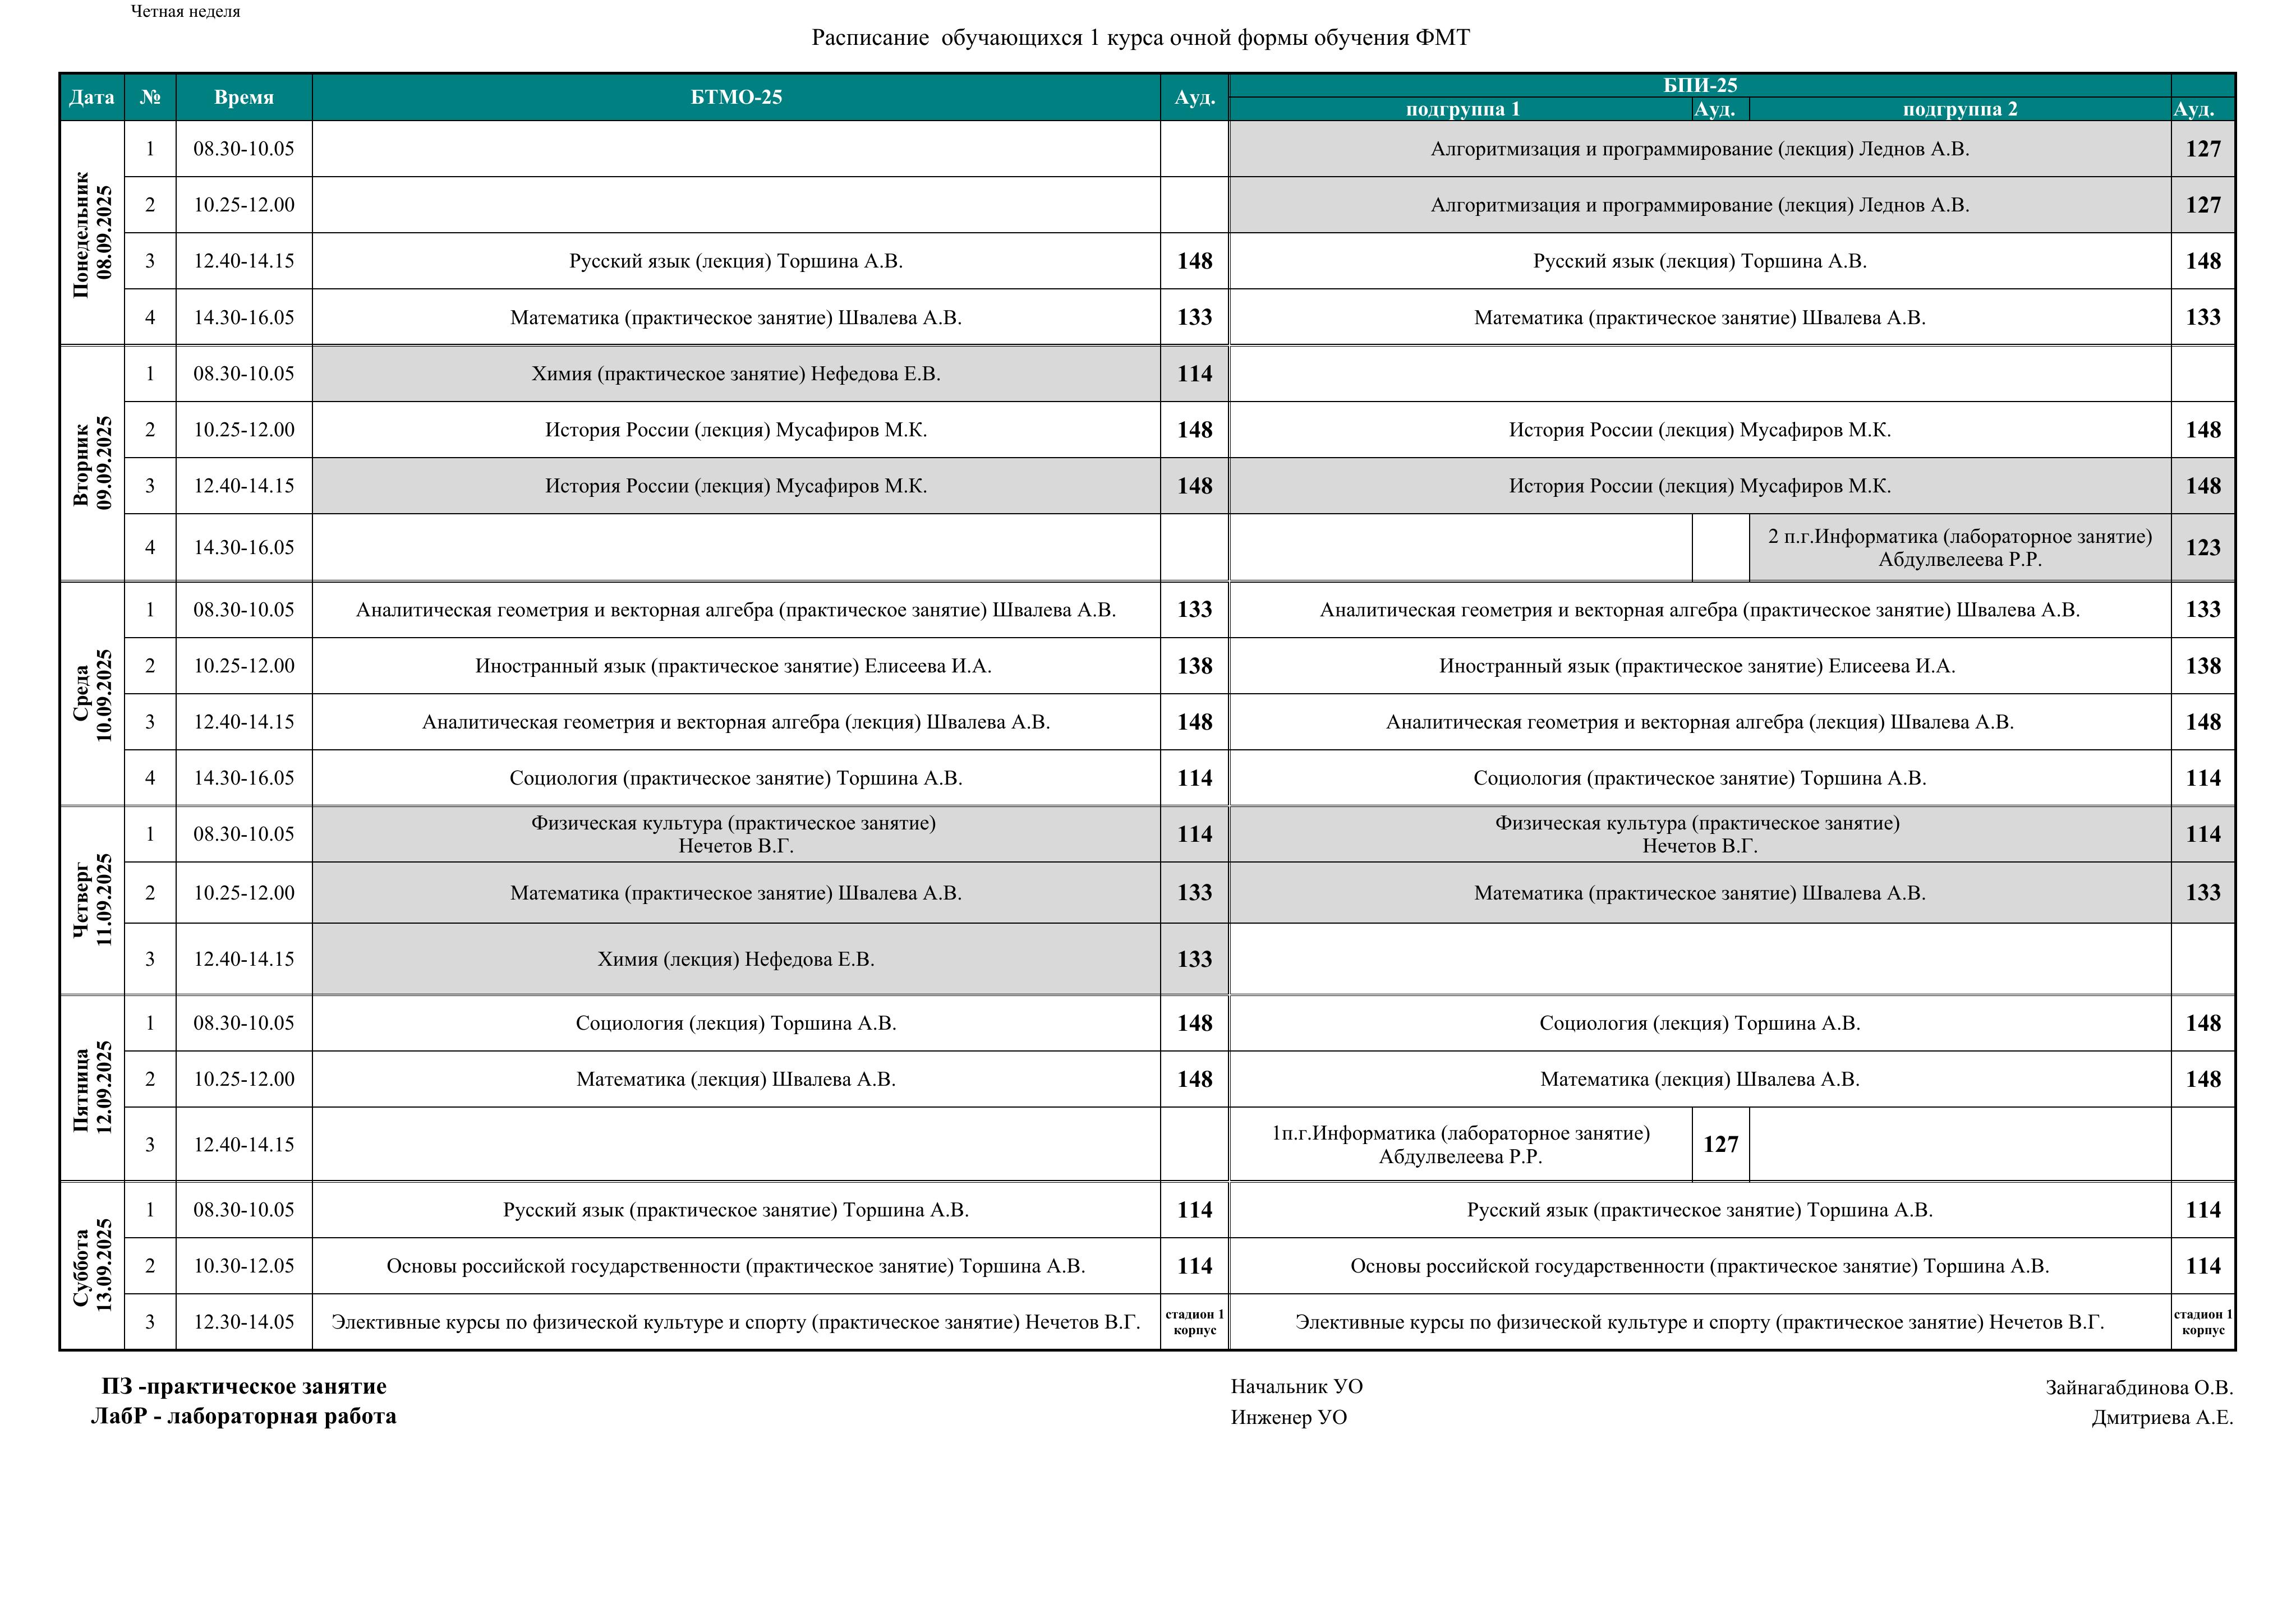 Четная неделя
Расписание обучающихся 1 курса очной формы обучения ФМТ
Дата № Время БТМО-25 Ауд. БПИ-25
подгруппа 1 Ауд. подгруппа 2 Ауд.
Понедельник
08.09.2025
1 08.30-10.05 Алгоритмизация и программирование (лекция) Леднов А.В. 127
2 10.25-12.00 Алгоритмизация и программирование (лекция) Леднов А.В. 127
3 12.40-14.15 Русский язык (лекция) Торшина А.В. 148 Русский язык (лекция) Торшина А.В. 148
4 14.30-16.05 Математика (практическое занятие) Швалева А.В. 133 Математика (практическое занятие) Швалева А.В. 133
Вторник
09.09.2025
1 08.30-10.05 Химия (практическое занятие) Нефедова Е.В. 114
2 10.25-12.00 История России (лекция) Мусафиров М.К. 148 История России (лекция) Мусафиров М.К. 148
3 12.40-14.15 История России (лекция) Мусафиров М.К. 148 История России (лекция) Мусафиров М.К. 148
4 14.30-16.05 2 п.г.Информатика (лабораторное занятие)
Абдулвелеева Р.Р. 123
Среда
10.09.2025
1 08.30-10.05 Аналитическая геометрия и векторная алгебра (практическое занятие) Швалева А.В. 133 Аналитическая геометрия и векторная алгебра (практическое занятие) Швалева А.В. 133
2 10.25-12.00 Иностранный язык (практическое занятие) Елисеева И.А. 138 Иностранный язык (практическое занятие) Елисеева И.А. 138
3 12.40-14.15 Аналитическая геометрия и векторная алгебра (лекция) Швалева А.В. 148 Аналитическая геометрия и векторная алгебра (лекция) Швалева А.В. 148
4 14.30-16.05 Социология (практическое занятие) Торшина А.В. 114 Социология (практическое занятие) Торшина А.В. 114
Четверг
11.09.2025
1 08.30-10.05 Физическая культура (практическое занятие)
Нечетов В.Г. 114 Физическая культура (практическое занятие)
Нечетов В.Г. 114
2 10.25-12.00 Математика (практическое занятие) Швалева А.В. 133 Математика (практическое занятие) Швалева А.В. 133
3 12.40-14.15 Химия (лекция) Нефедова Е.В. 133
Пятница
12.09.2025
1 08.30-10.05 Социология (лекция) Торшина А.В. 148 Социология (лекция) Торшина А.В. 148
2 10.25-12.00 Математика (лекция) Швалева А.В. 148 Математика (лекция) Швалева А.В. 148
3 12.40-14.15 1п.г.Информатика (лабораторное занятие)
Абдулвелеева Р.Р. 127
Суббота
13.09.2025
1 08.30-10.05 Русский язык (практическое занятие) Торшина А.В. 114 Русский язык (практическое занятие) Торшина А.В. 114
2 10.30-12.05 Основы российской государственности (практическое занятие) Торшина А.В. 114 Основы российской государственности (практическое занятие) Торшина А.В. 114
3 12.30-14.05 Элективные курсы по физической культуре и спорту (практическое занятие) Нечетов В.Г. стадион 1
корпус Элективные курсы по физической культуре и спорту (практическое занятие) Нечетов В.Г. стадион 1
корпус
ПЗ -практическое занятие Начальник УО Зайнагабдинова О.В.
ЛабР - лабораторная работа Инженер УО Дмитриева А.Е.